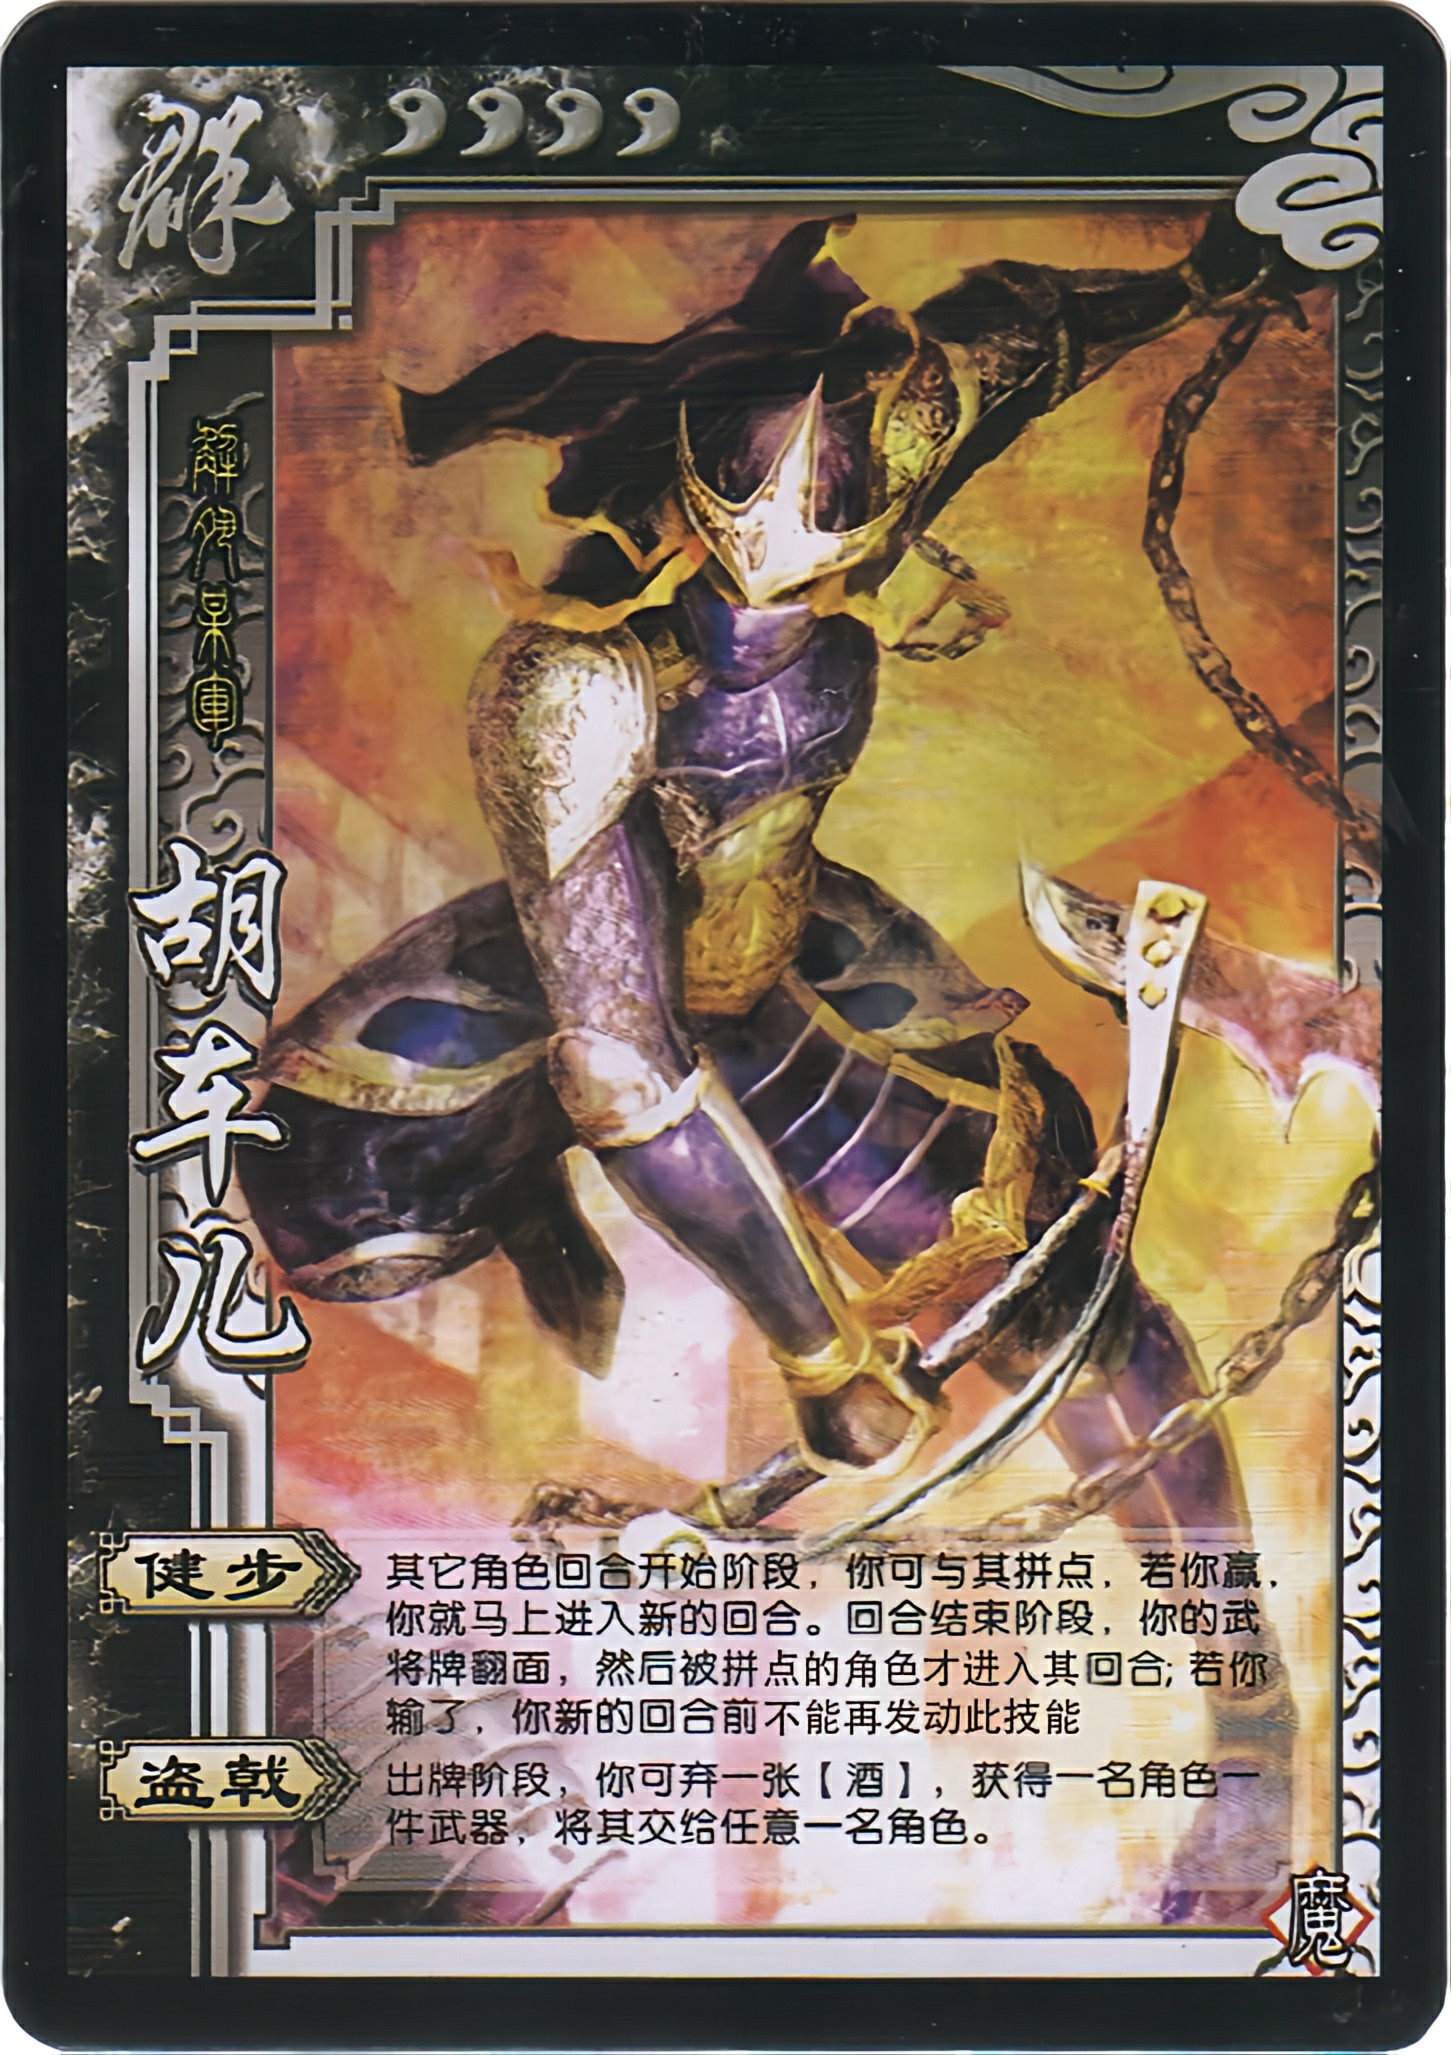 群
胡车儿
健步
其它角色回合开始阶段，你可与其拼点，若你赢，
你就马上进入新的回合。回合结束阶段，你的武
将牌翻面，然后被拼点的角色才进入其回合; 若你
输了，你新的回合前不能再发动此技能
盗戟
出牌阶段，你可弃一张【酒】，获得一名角色一
件武器，将其交给任意一名角色。
魔